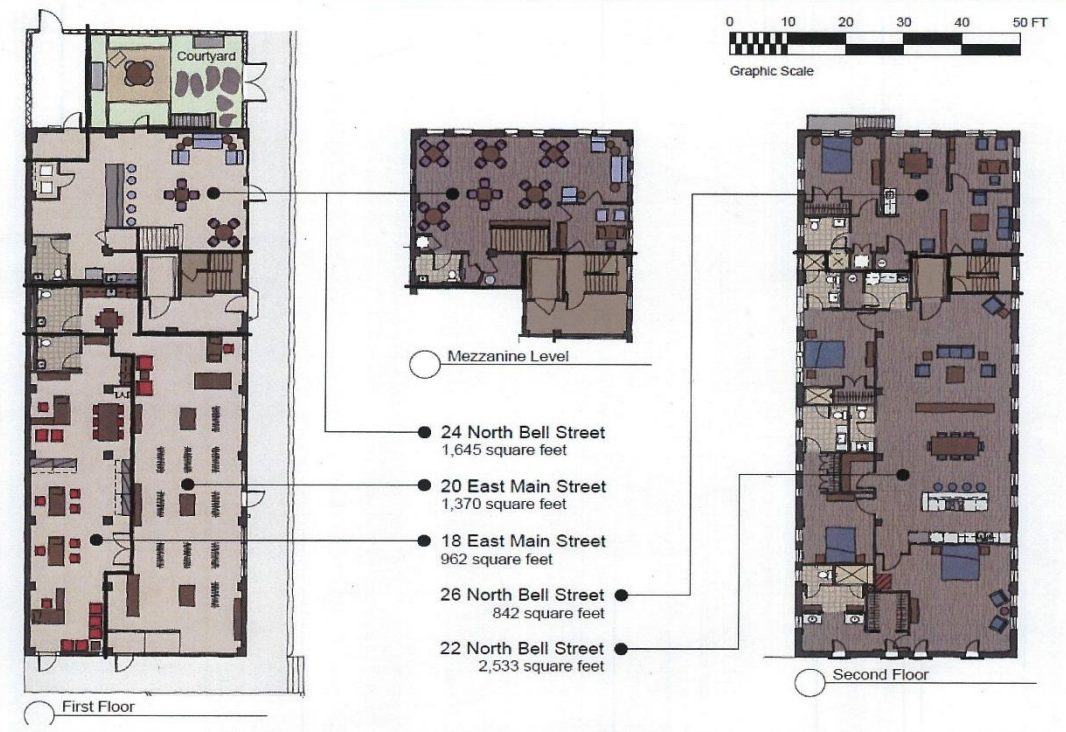 0 10 20 30 40 50 FT
Graphic Scale
Courtyard
Mezzanine Level
24 North Bell Street
1,645 square feet
20 East Main Street
1,370 square feet
18 East Main Street
962 square feet
26 North Bell Street
842 square feet
22 North Bell Street
2,533 square feet
Second Floor
First Floor